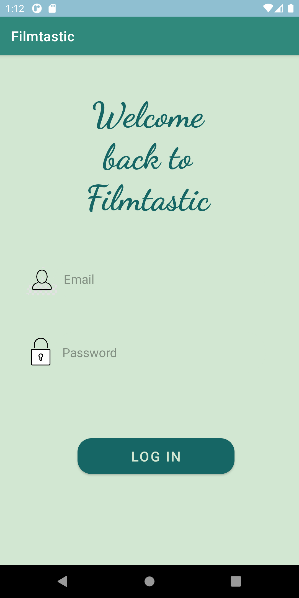 1:12
Filmtastic
Welcome
back to
Filmtastic
Email
Password
LOG IN